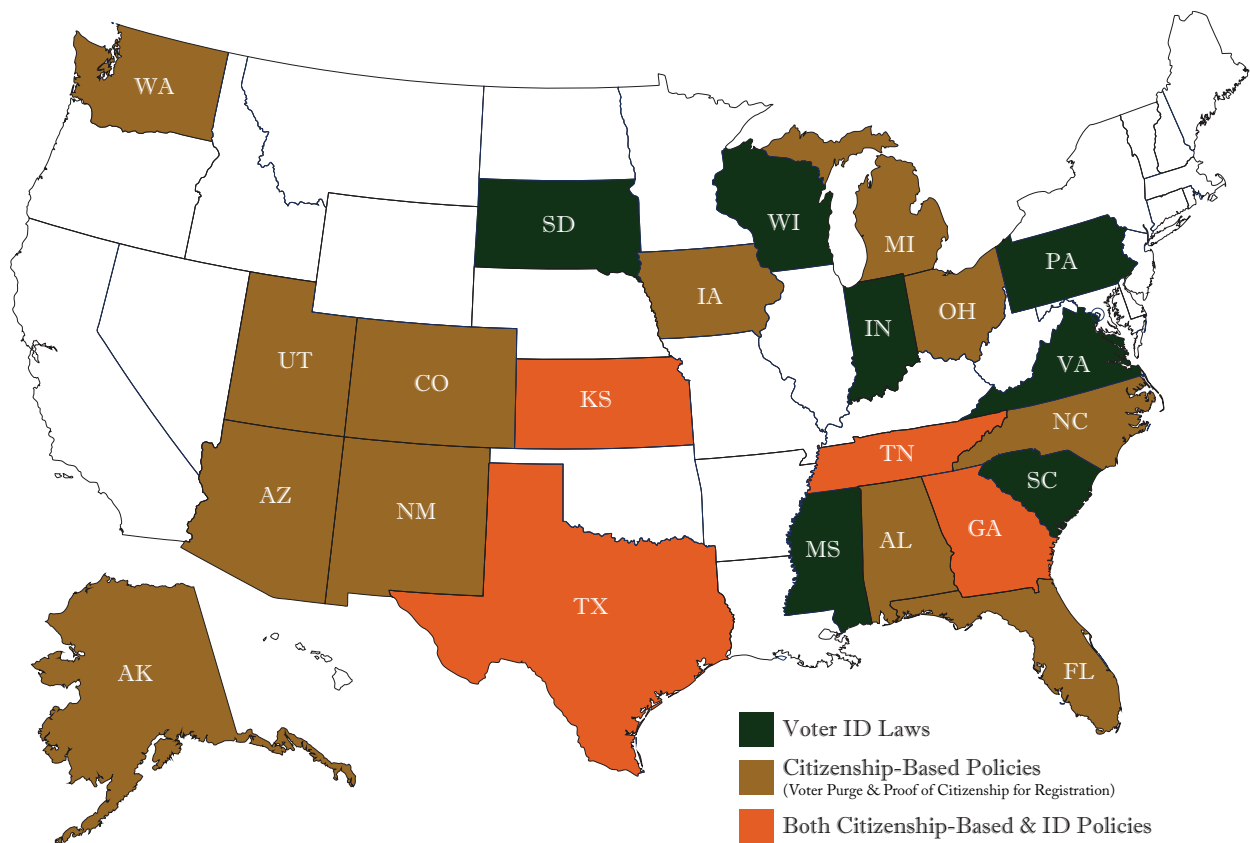 WA
SD
WI
MI
PA
IA
OH
IN
UT
CO
VA
KS
NC
TN
SC
AZ
NM
GA
MS
AL
TX
AK
FL
Voter ID Laws
Citizenship-Based Policies
(Voter Purge & Proof of Citizenship for Registration)
Both Citizenship-Based & ID Policies